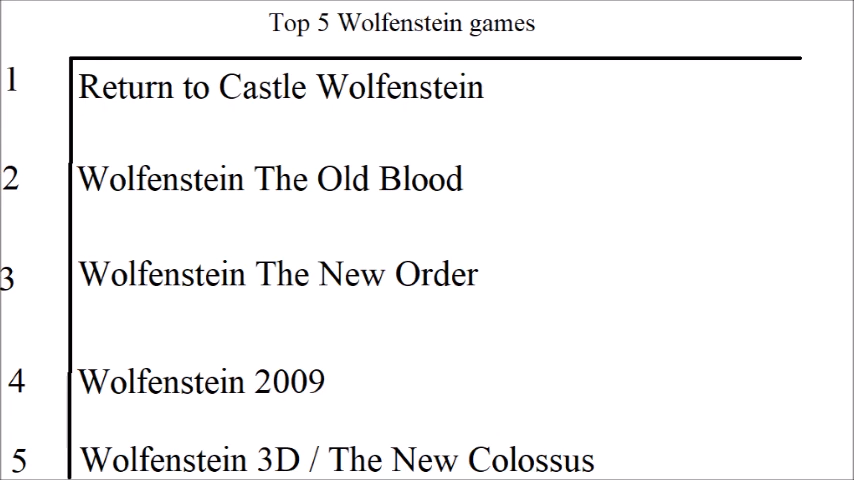 Top 5 Wolfenstein games
1 Return to Castle Wolfenstein
2 Wolfenstein The Old Blood
3 Wolfenstein The New Order
4 Wolfenstein 2009
5 Wolfenstein 3D / The New Colossus